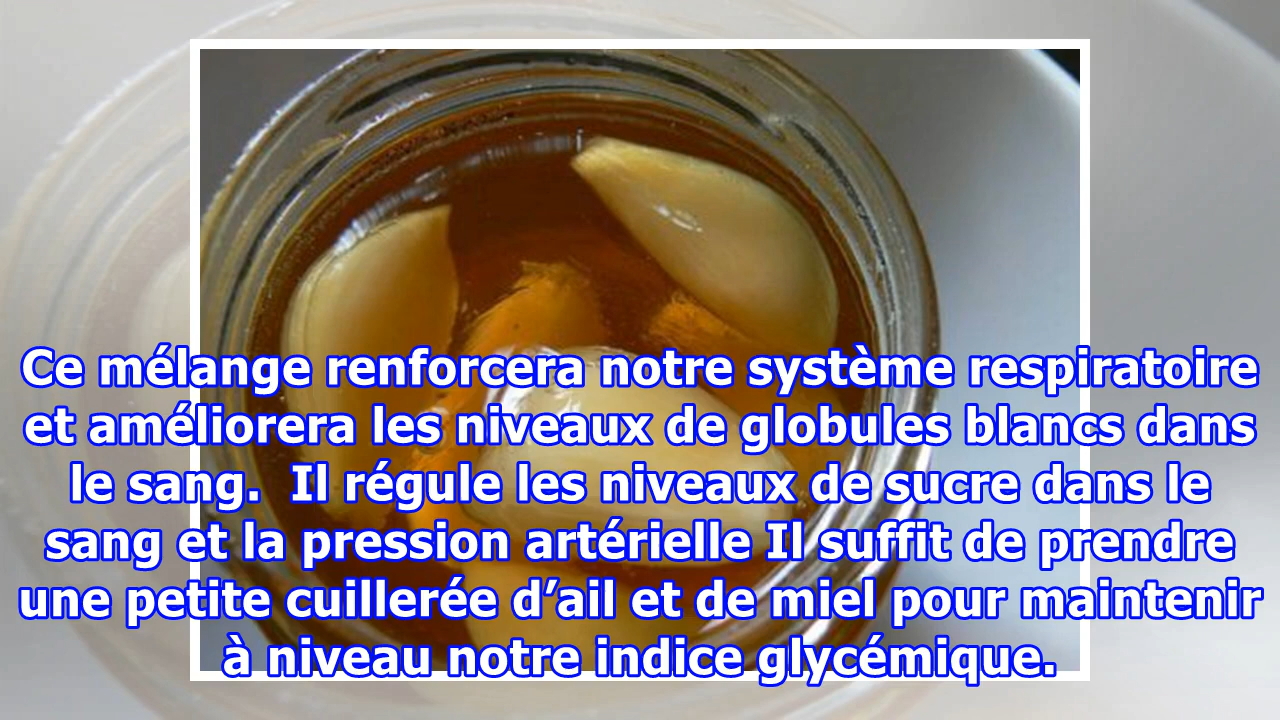 Ce mélange renforcera notre système respiratoire
et améliorera les niveaux de globules blancs dans
le sang.  Il régule les niveaux de sucre dans le
sang et la pression artérielle Il suffit de prendre
une petite cuillerée d’ail et de miel pour maintenir
à niveau notre indice glycémique.